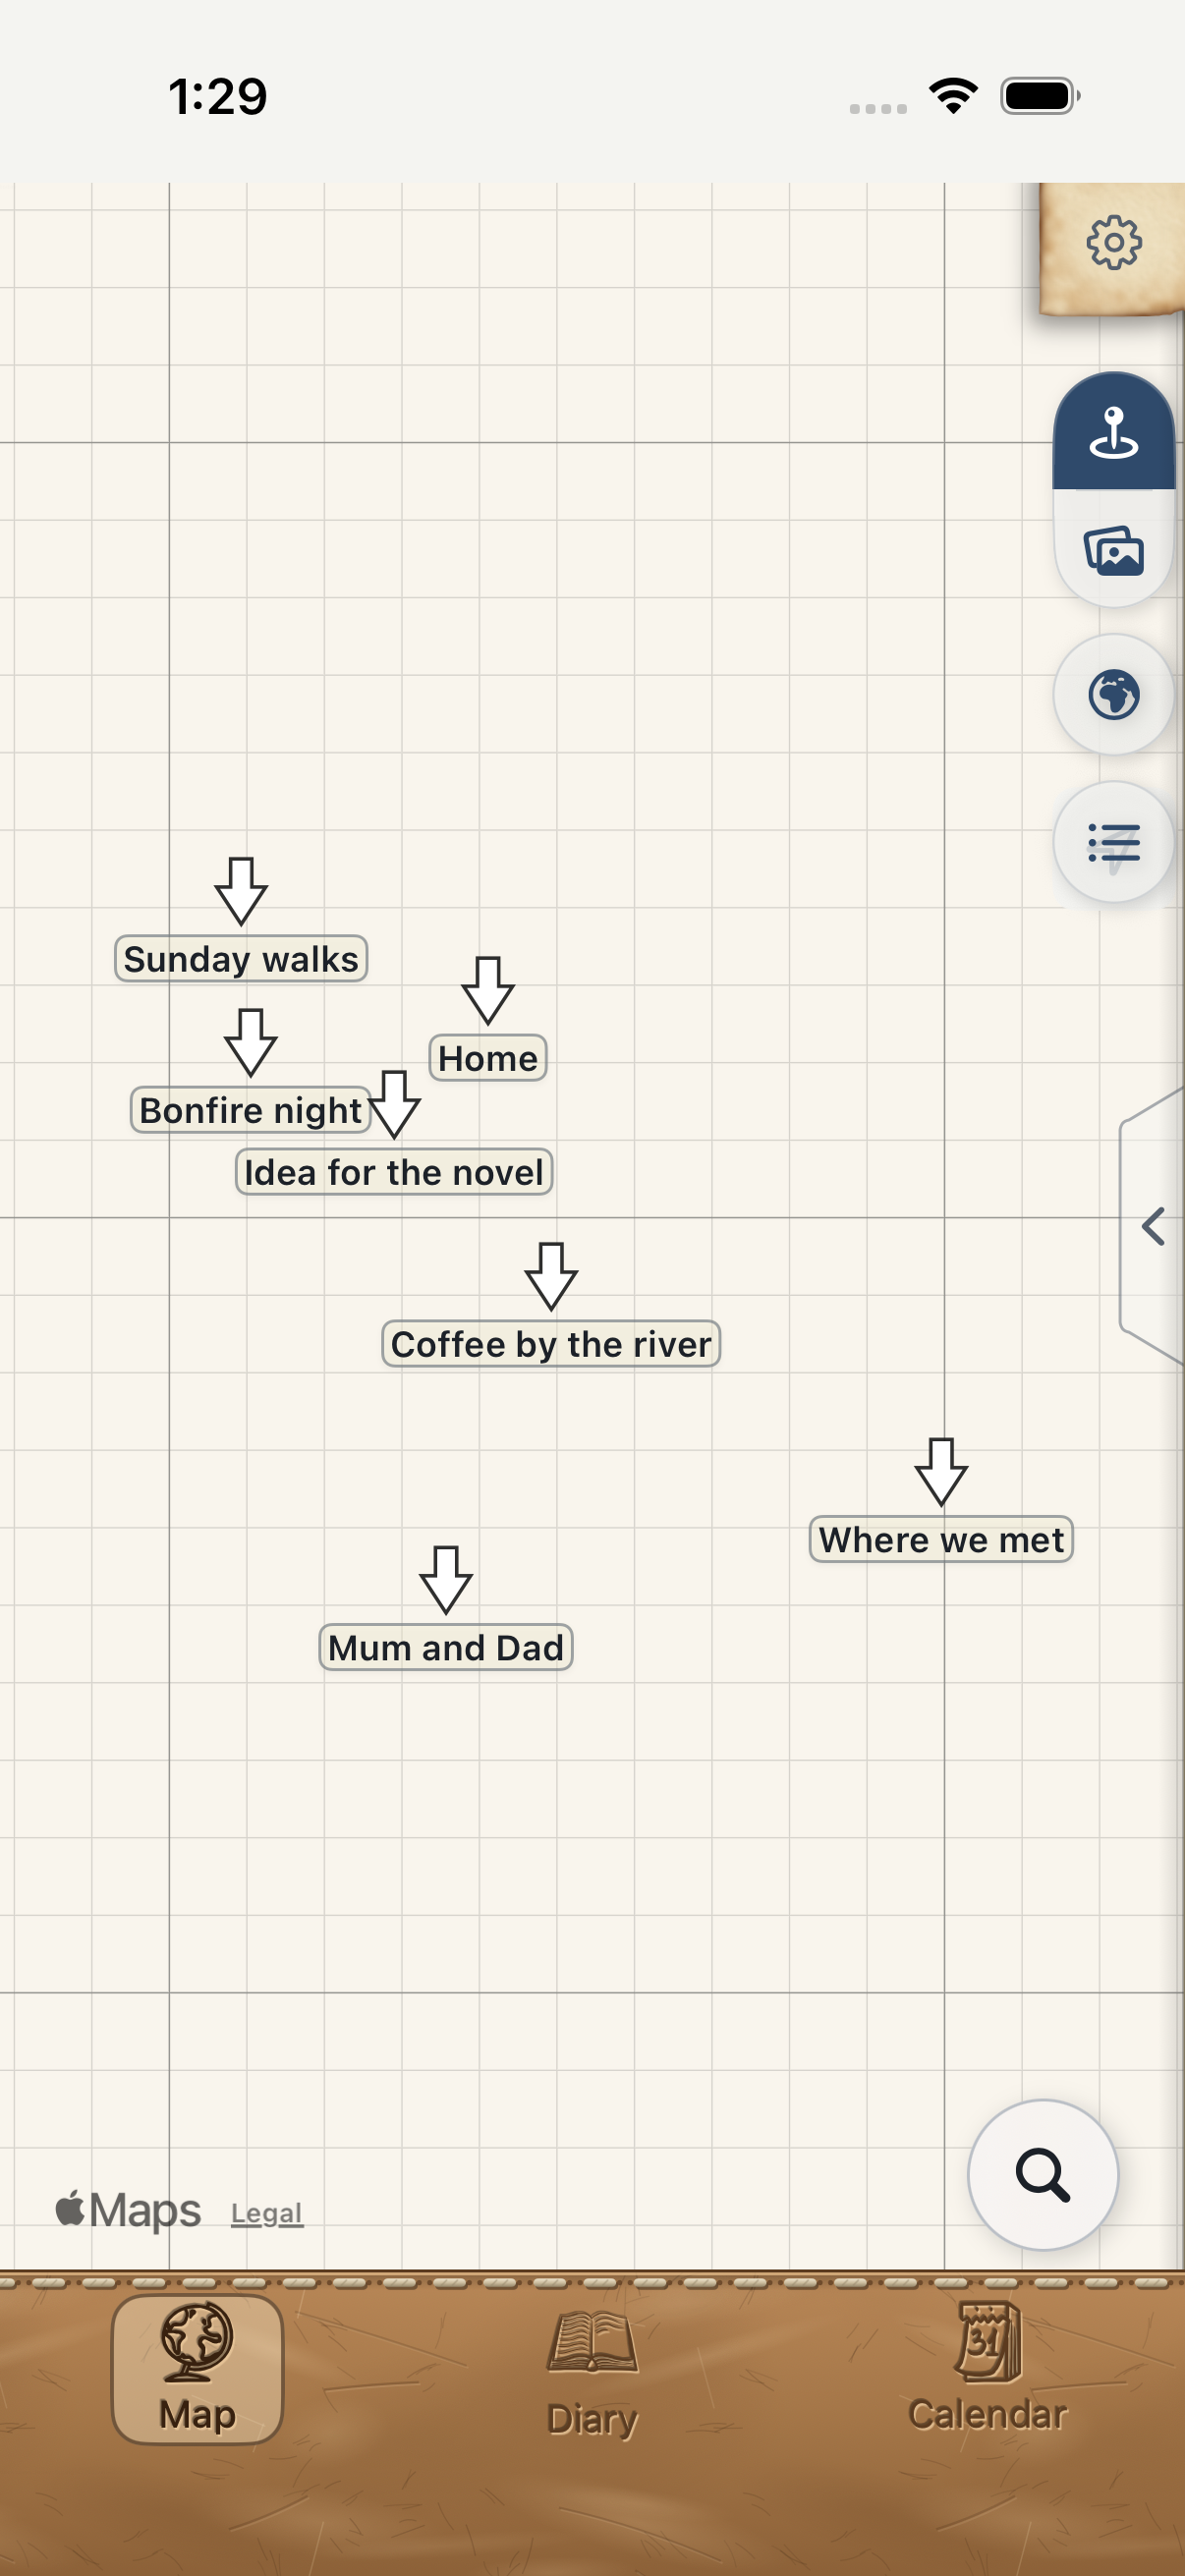 1:29
Sunday walks
Home
Bonfire night
Idea for the novel
Coffee by the river
Where we met
Mum and Dad
Maps Legal
31
Map
Diary
Calendar